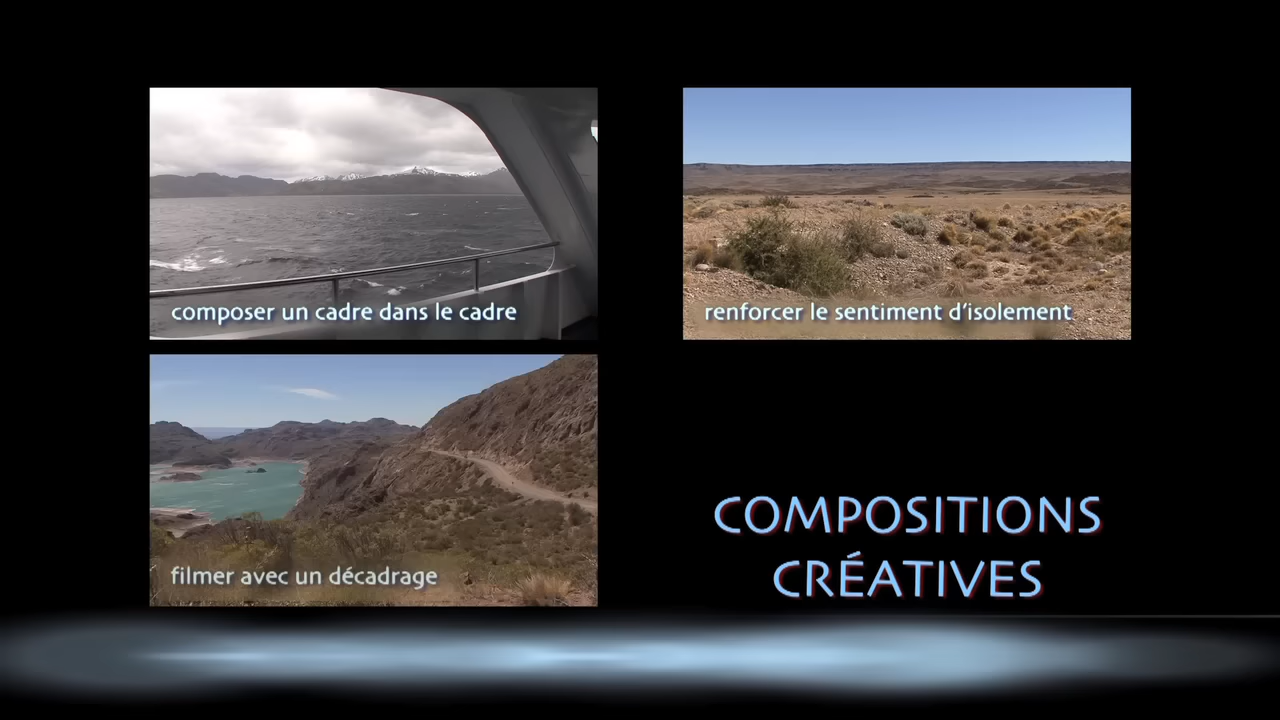 composer un cadre dans le cadre
renforcer le sentiment d'isolement
filmer avec un décadrage
COMPOSITIONS
CRÉATIVES